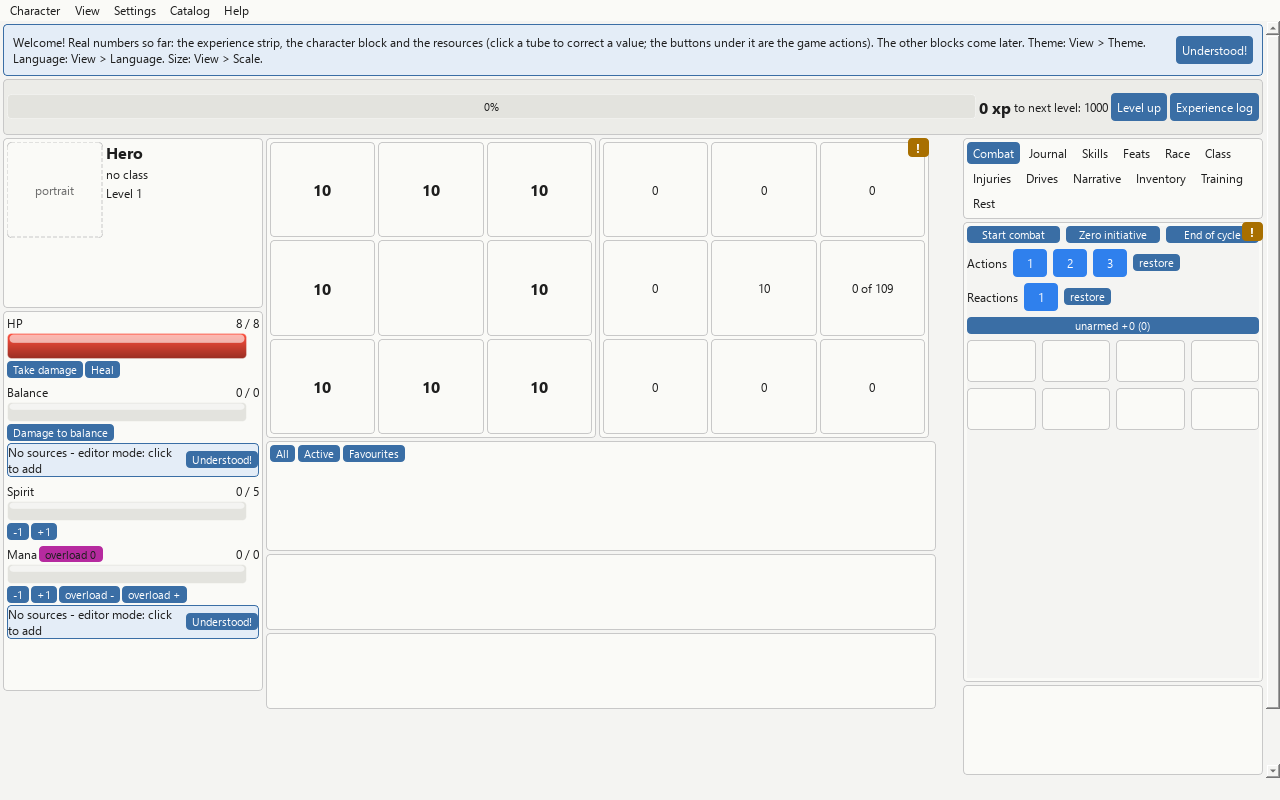 Character View Settings Catalog Help
Welcome! Real numbers so far: the experience strip, the character block and the resources (click a tube to correct a value; the buttons under it are the game actions). The other blocks come later. Theme: View > Theme.
Language: View > Language. Size: View > Scale.
Understood!
0%
0 xp to next level: 1000 Level up Experience log
portrait
Hero
no class
Level 1
HP 8 / 8
Take damage Heal
Balance 0 / 0
Damage to balance
No sources - editor mode: click
to add
Understood!
Spirit 0 / 5
-1 +1
Mana overload 0 0 / 0
-1 +1 overload - overload +
No sources - editor mode: click
to add
Understood!
10 10 10
10 10
10 10 10
!
0 0 0
0 10 0 of 109
0 0 0
All Active Favourites
Combat Journal Skills Feats Race Class
Injuries Drives Narrative Inventory Training
Rest
Start combat Zero initiative End of cycle !
Actions 1 2 3 restore
Reactions 1 restore
unarmed +0 (0)